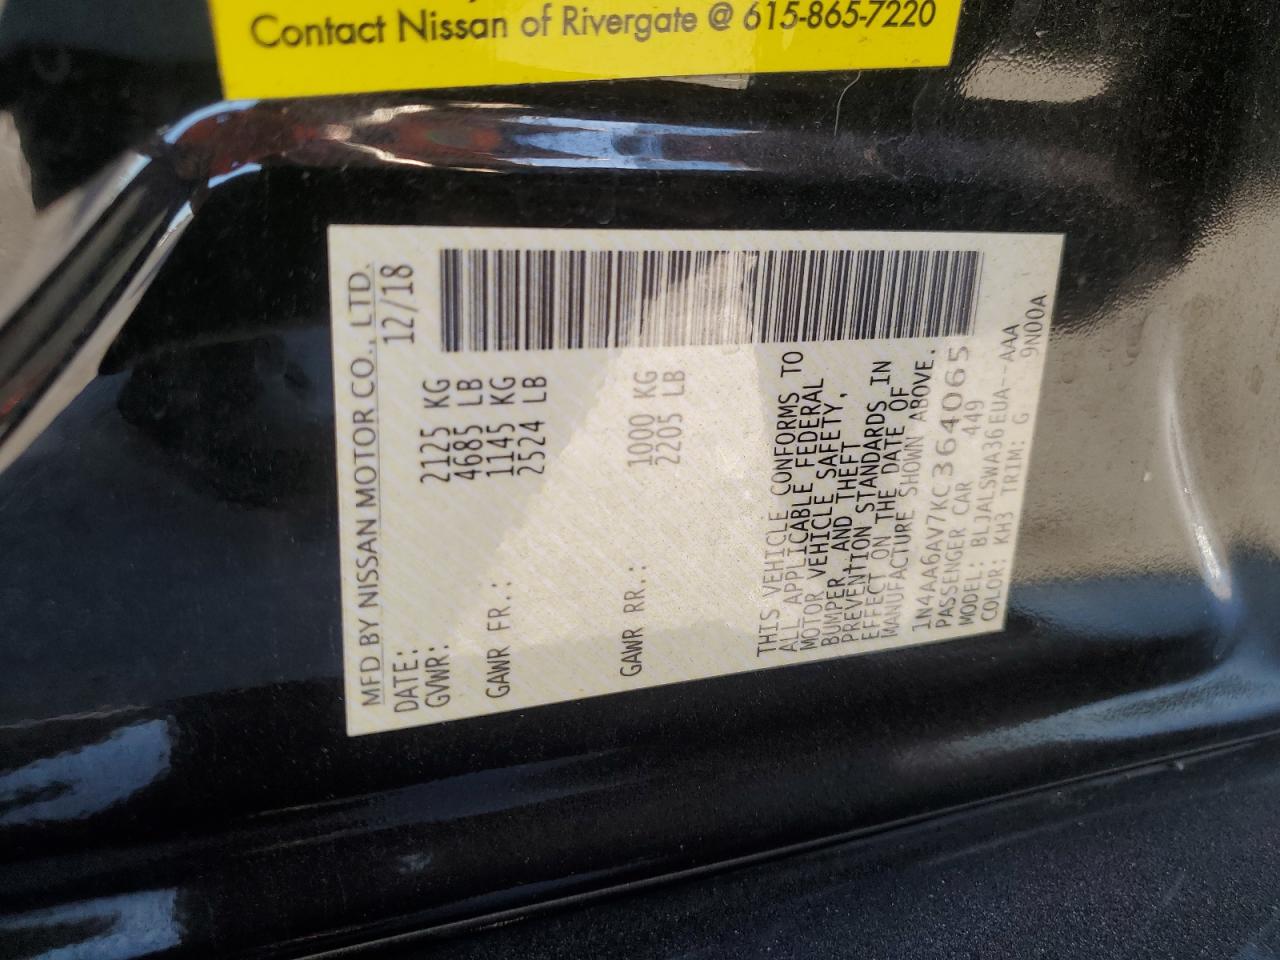 Contact Nissan of Rivergate @ 615-865-7220
MFD BY NISSAN MOTOR CO., LTD.
DATE: 12/18
GVWR: 2125 KG
4685 LB
GAWR FR.: 1145 KG
2524 LB
GAWR RR.: 1000 KG
2205 LB
THIS VEHICLE CONFORMS TO
ALL APPLICABLE FEDERAL
MOTOR VEHICLE SAFETY,
BUMPER AND THEFT
PREVENTION STANDARDS IN
EFFECT ON THE DATE OF
MANUFACTURE SHOWN ABOVE.
1N4AA6AV7KC364065
PASSENGER CAR 449
MODEL: BLJALSWA36EUA--AAA
COLOR: KH3 TRIM: G 9N00A